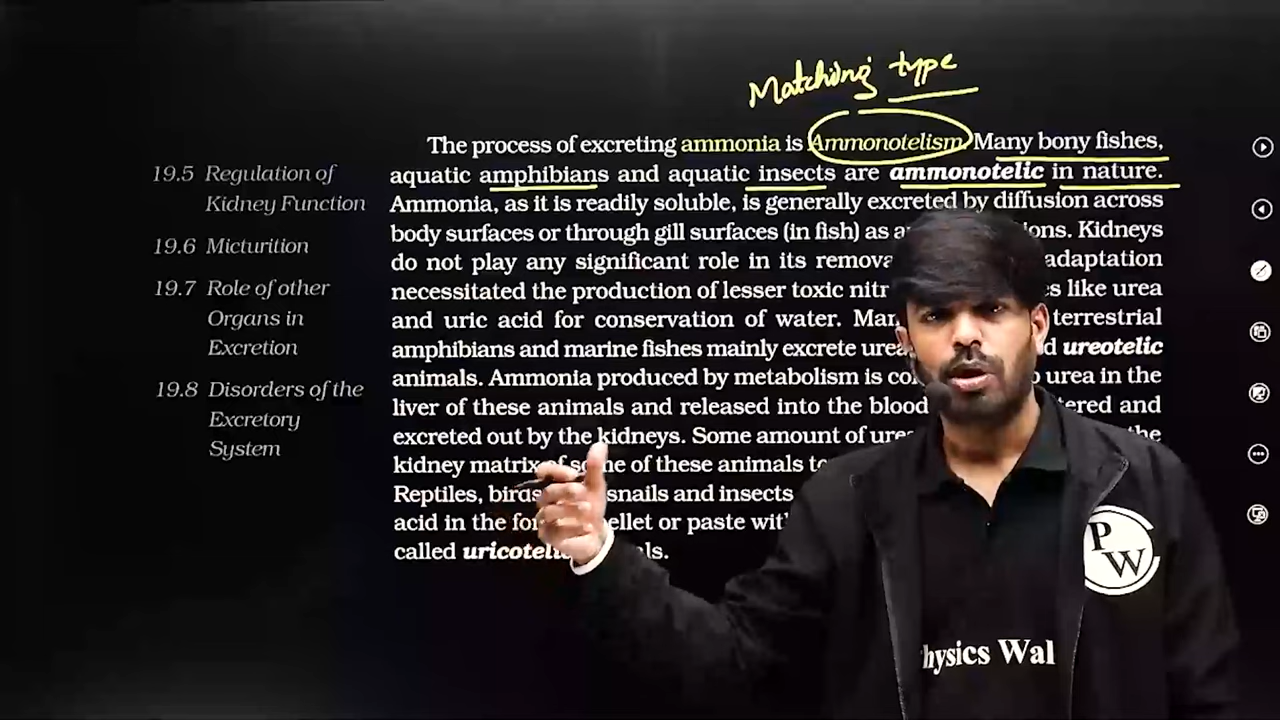 Matching type
The process of excreting ammonia is Ammonotelism. Many bony fishes,
aquatic amphibians and aquatic insects are ammonotelic in nature.
Ammonia, as it is readily soluble, is generally excreted by diffusion across
body surfaces or through gill surfaces (in fish) as ions. Kidneys
do not play any significant role in its adaptation
necessitated the production of lesser toxic like urea
and uric acid for conservation of water. terrestrial
amphibians and marine fishes mainly excrete ureotelic
animals. Ammonia produced by metabolism is urea in the
liver of these animals and released into the blood and
excreted out by the kidneys. Some amount of the
kidney matrix of some of these animals
Reptiles, snails and insects
acid in the or paste
called
19.5 Regulation of
Kidney Function
19.6 Micturition
19.7 Role of other
Organs in
Excretion
19.8 Disorders of the
Excretory
System
PW
hysics Wal